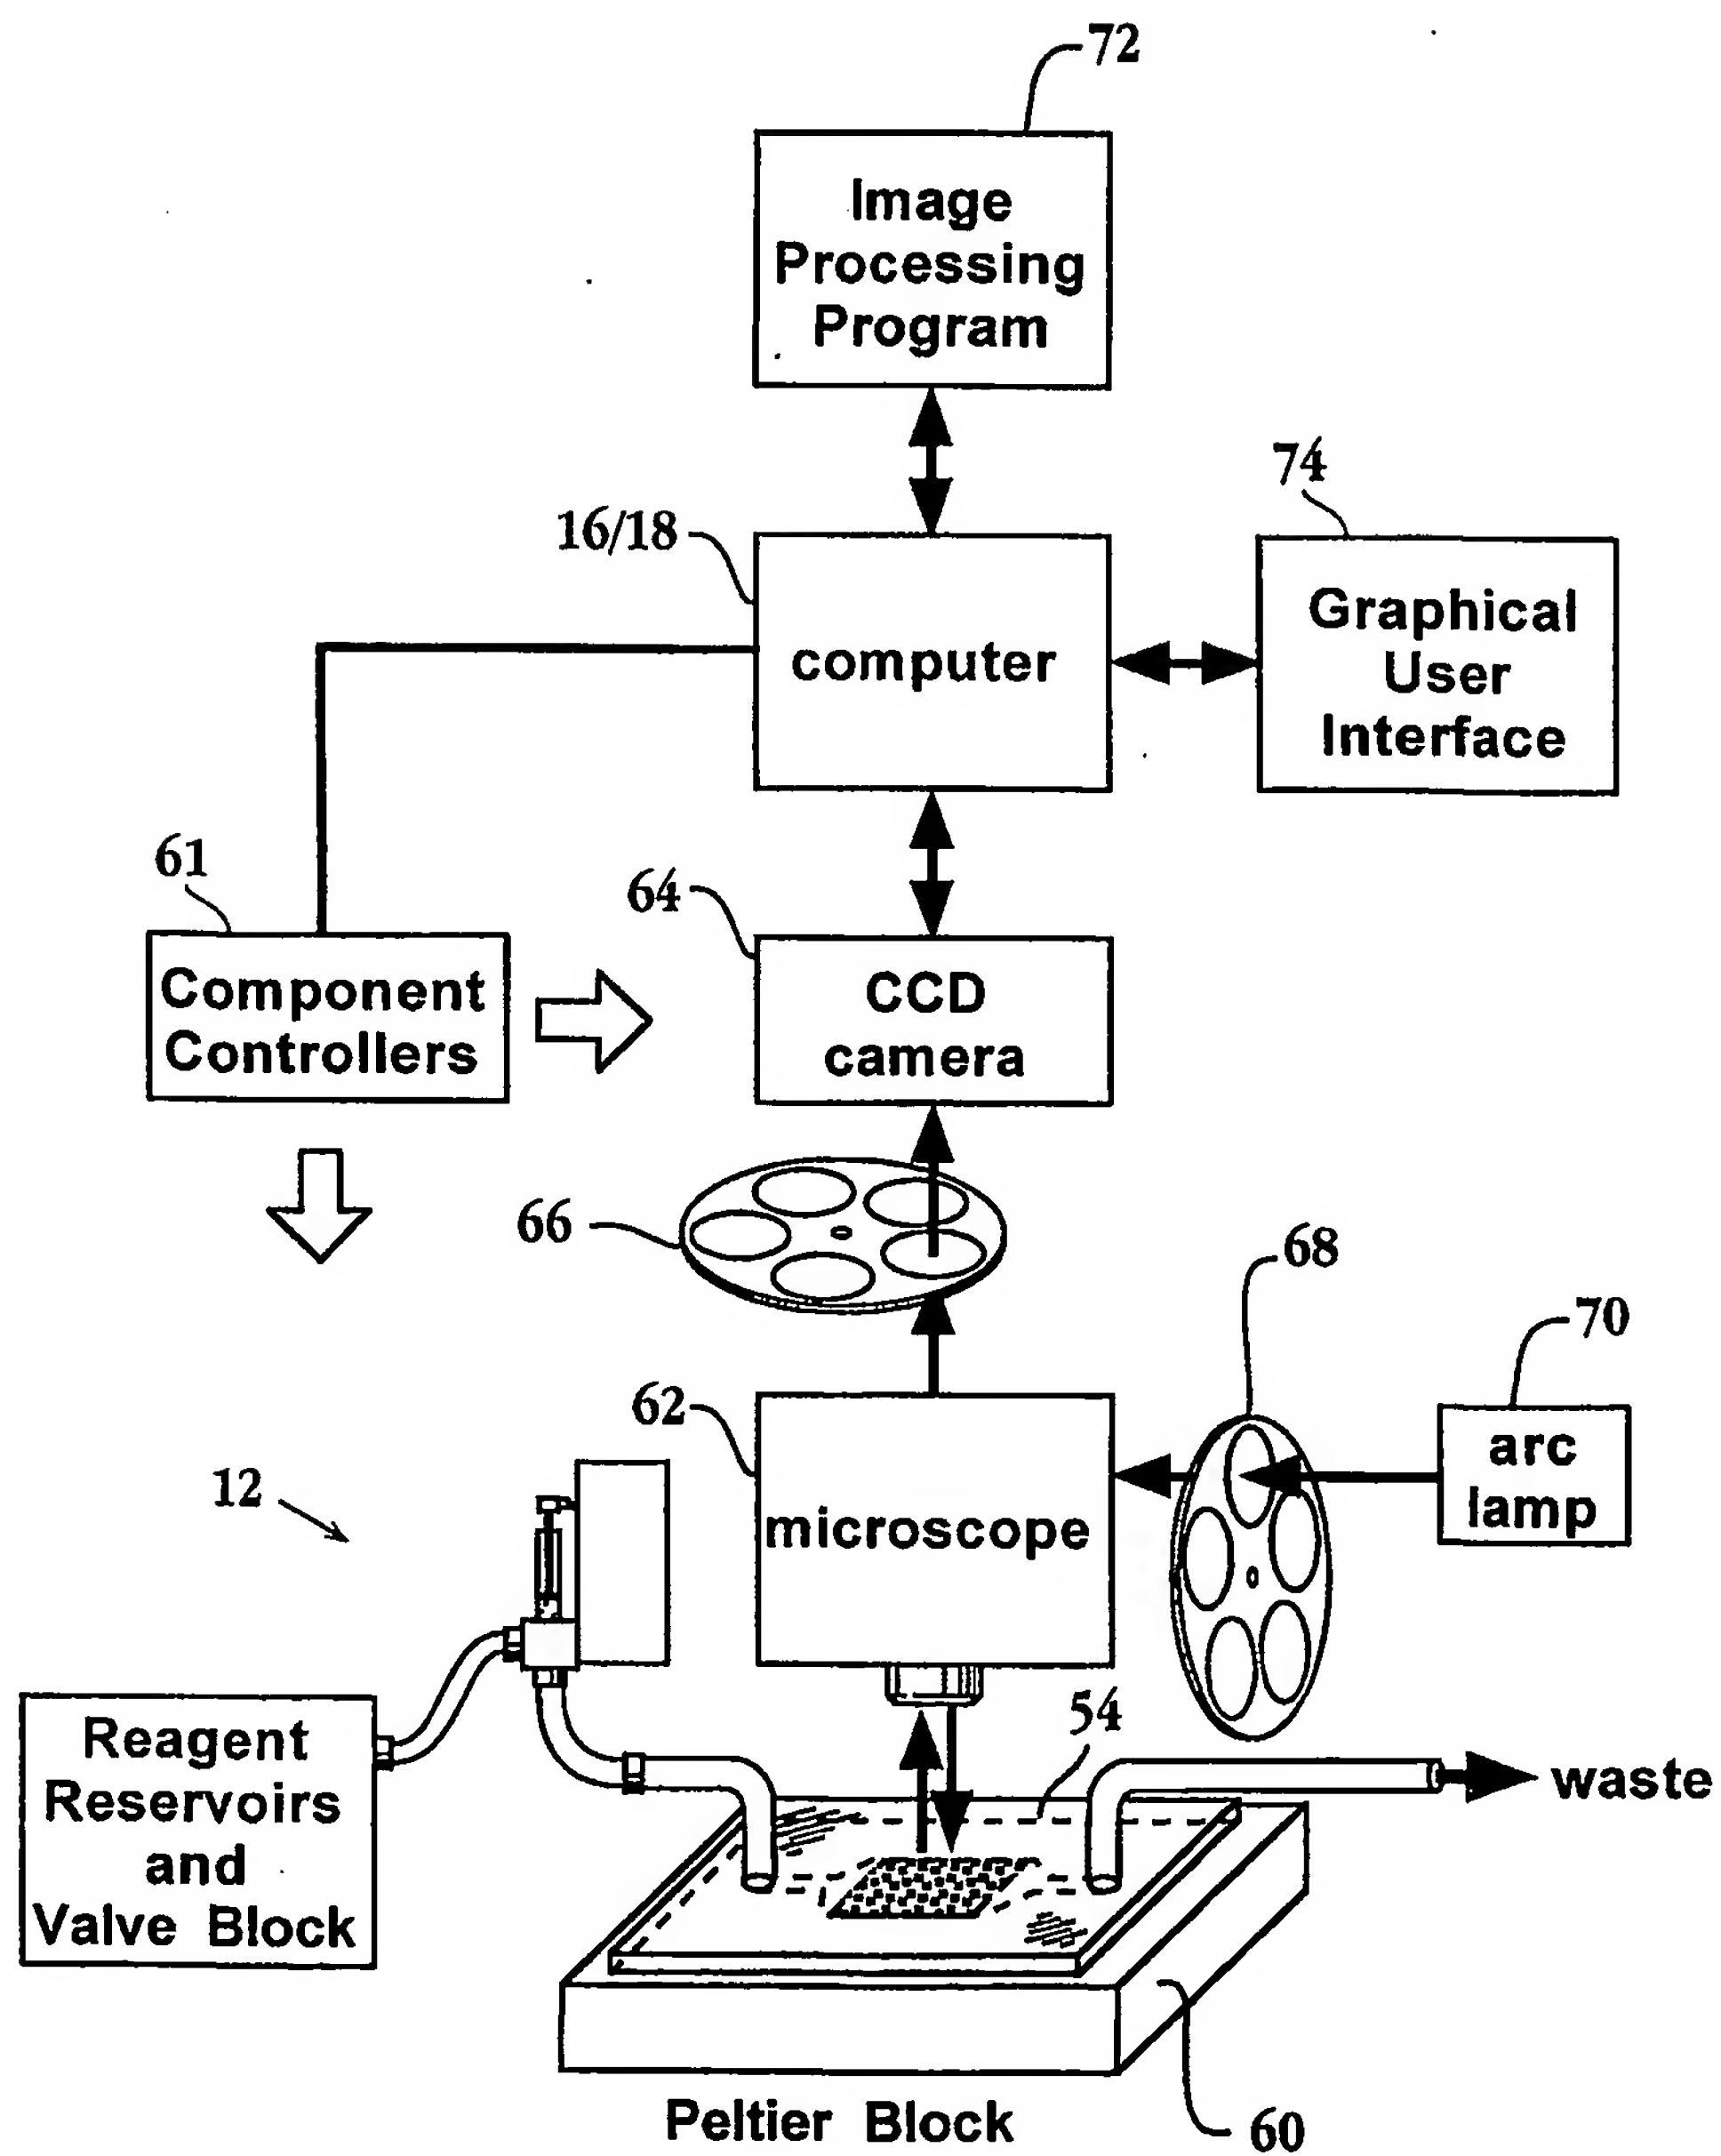 72
Image
Processing
Program
74
16/18
computer
Graphical
User
Interface
61
64
Component
Controllers
CCD
camera
66
68
70
62
arc
lamp
12
microscope
54
Reagent
Reservoirs
and
Valve Block
waste
Peltier Block
60